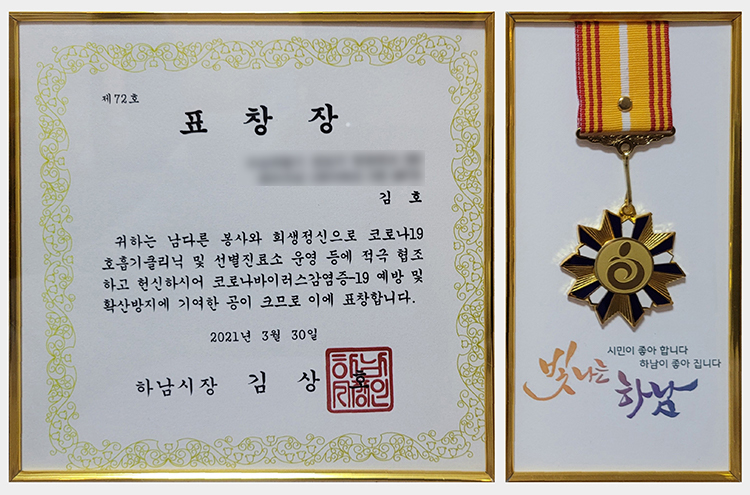 제72호
표창장
김 호
귀하는 남다른 봉사와 희생정신으로 코로나19
호흡기클리닉 및 선별진료소 운영 등에 적극 협조
하고 헌신하시어 코로나바이러스감염증-19 예방 및
확산방지에 기여한 공이 크므로 이에 표창합니다.
2021년 3월 30일
하남시장 김상호
하남
시장인
시민이 좋아 합니다
하남이 좋아 집니다
빛나는
하남